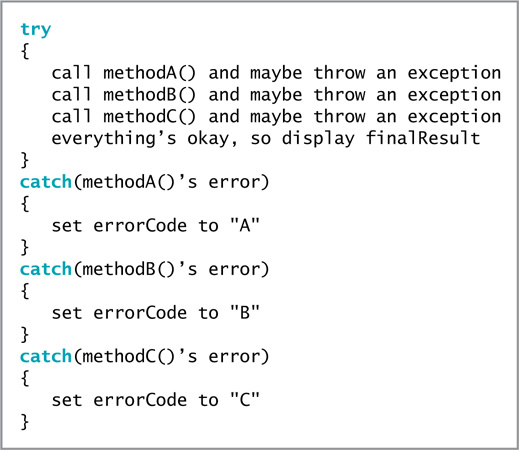 try
{
call methodA() and maybe throw an exception
call methodB() and maybe throw an exception
call methodC() and maybe throw an exception
everything’s okay, so display finalResult
}
catch(methodA()’s error)
{
set errorCode to "A"
}
catch(methodB()’s error)
{
set errorCode to "B"
}
catch(methodC()’s error)
{
set errorCode to "C"
}